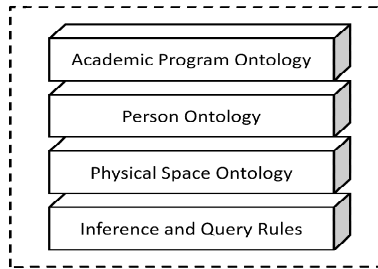 Academic Program Ontology
Person Ontology
Physical Space Ontology
Inference and Query Rules